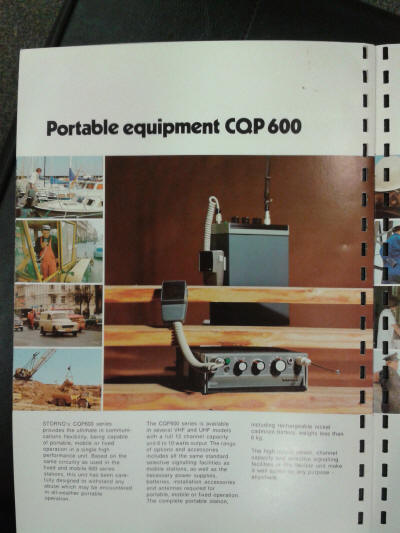 Portable equipment CQP 600
STORNO's CQP600 series
provides the ultimate in communi-
cations flexibility, being capable
of portable, mobile or fixed
operation in a single high
performance unit. Based on the
same circuitry as used in the
fixed and mobile 600 series
stations, this unit has been care-
fully designed to withstand any
abuse which may be encountered
in all-weather portable
operation.
The CQP600 series is available
in several VHF and UHF models
with a full 12 channel capacity
and 6 to 10 watts output. The range
of options and accessories
includes all the same standard
selective signalling facilities as
mobile stations, as well as the
necessary power supplies,
batteries, installation accessories
and antennas required for
portable, mobile or fixed operation.
The complete portable station,
including rechargeable nickel
cadmium battery, weighs less than
6 kg.
The high output power, channel
capacity and selective signalling
facilities of this flexible unit make
it well suited for any purpose
anywhere.